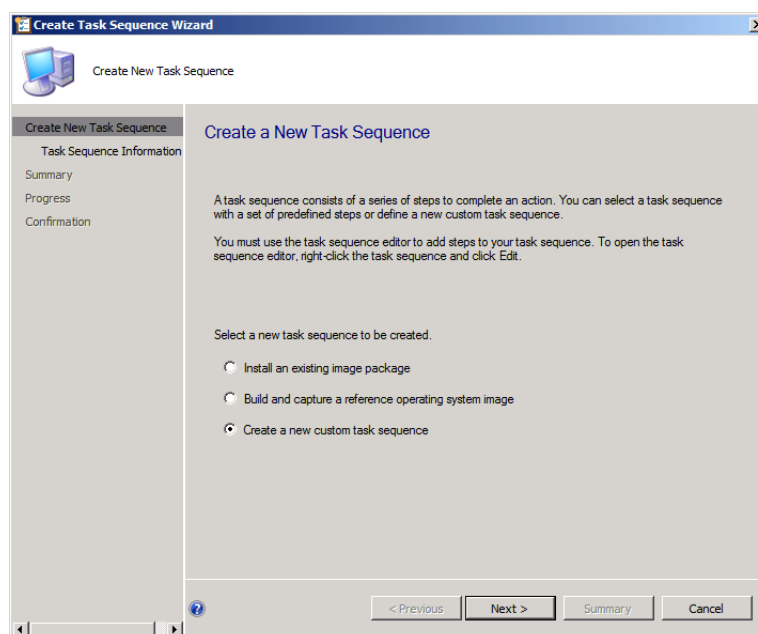 Create Task Sequence Wizard
Create New Task Sequence
Create New Task Sequence
Task Sequence Information
Summary
Progress
Confirmation
Create a New Task Sequence
A task sequence consists of a series of steps to complete an action. You can select a task sequence
with a set of predefined steps or define a new custom task sequence.
You must use the task sequence editor to add steps to your task sequence. To open the task
sequence editor, right-click the task sequence and click Edit.
Select a new task sequence to be created.
Install an existing image package
Build and capture a reference operating system image
Create a new custom task sequence
< Previous
Next >
Summary
Cancel